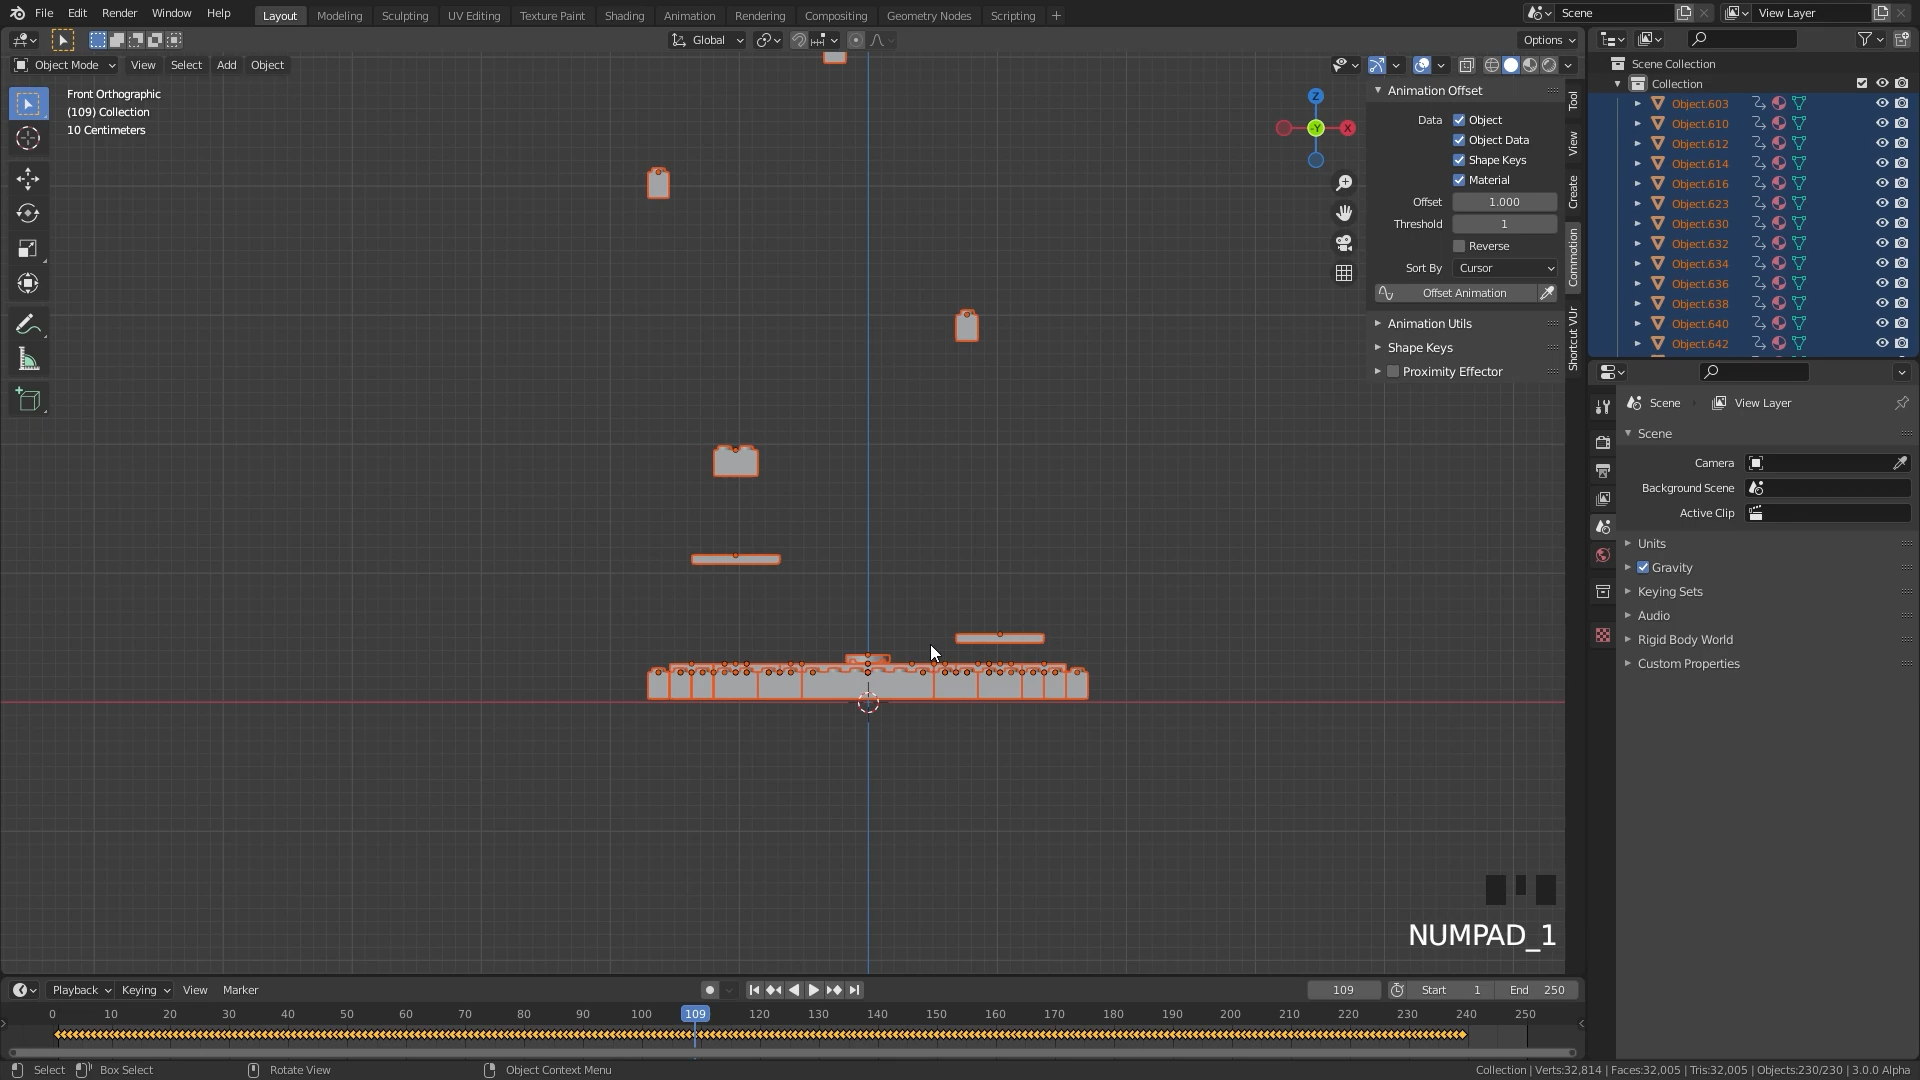 File Edit Render Window Help Layout Modeling Sculpting UV Editing Texture Paint Shading Animation Rendering Compositing Geometry Nodes Scripting + Scene View Layer
Global Options
Object Mode View Select Add Object
Front Orthographic
(109) Collection
10 Centimeters
Z
-Y
X
Animation Offset
Data Object
Object Data
Shape Keys
Material
Offset 1.000
Threshold 1
Reverse
Sort By Cursor
Offset Animation
Animation Utils
Shape Keys
Proximity Effector
Tool
View
Create
Commotion
Shortcut VUr
Scene Collection
Collection
Object.603
Object.610
Object.612
Object.614
Object.616
Object.623
Object.630
Object.632
Object.634
Object.636
Object.638
Object.640
Object.642
Scene View Layer
Scene
Camera
Background Scene
Active Clip
Units
Gravity
Keying Sets
Audio
Rigid Body World
Custom Properties
NUMPAD_1
Playback Keying View Marker 109 Start 1 End 250
0 10 20 30 40 50 60 70 80 90 100 109 120 130 140 150 160 170 180 190 200 210 220 230 240 250
Select Box Select Rotate View Object Context Menu Collection | Verts:32,814 | Faces:32,005 | Tris:32,005 | Objects:230/230 | 3.0.0 Alpha